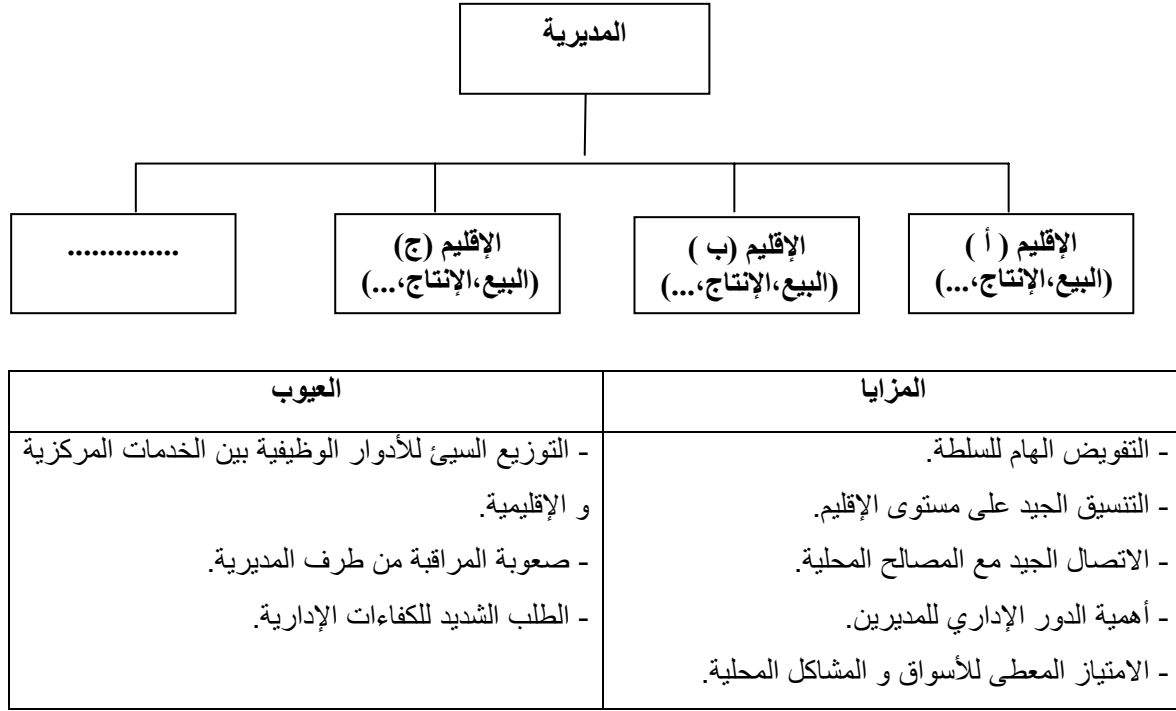 المديرية
الإقليم ( أ )
(البيع،الإنتاج،...)
الإقليم (ب )
(البيع،الإنتاج،...)
الإقليم (ج)
(البيع،الإنتاج،...)
..............
المزايا
- التفويض الهام للسلطة.
- التنسيق الجيد على مستوى الإقليم.
- الاتصال الجيد مع المصالح المحلية.
- أهمية الدور الإداري للمديرين.
- الامتياز المعطى للأسواق و المشاكل المحلية.
العيوب
- التوزيع السيئ للأدوار الوظيفية بين الخدمات المركزية
و الإقليمية.
- صعوبة المراقبة من طرف المديرية.
- الطلب الشديد للكفاءات الإدارية.